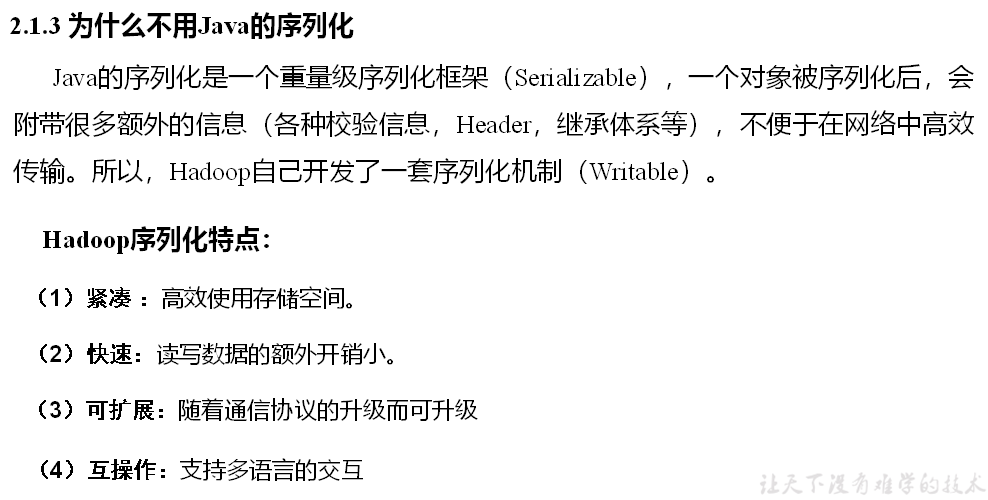 2.1.3 为什么不用Java的序列化
Java的序列化是一个重量级序列化框架（Serializable），一个对象被序列化后，会
附带很多额外的信息（各种校验信息，Header，继承体系等），不便于在网络中高效
传输。所以，Hadoop自己开发了一套序列化机制（Writable）。
Hadoop序列化特点：
（1）紧凑 ：高效使用存储空间。
（2）快速：读写数据的额外开销小。
（3）可扩展：随着通信协议的升级而可升级
（4）互操作：支持多语言的交互
让天下没有难学的技术